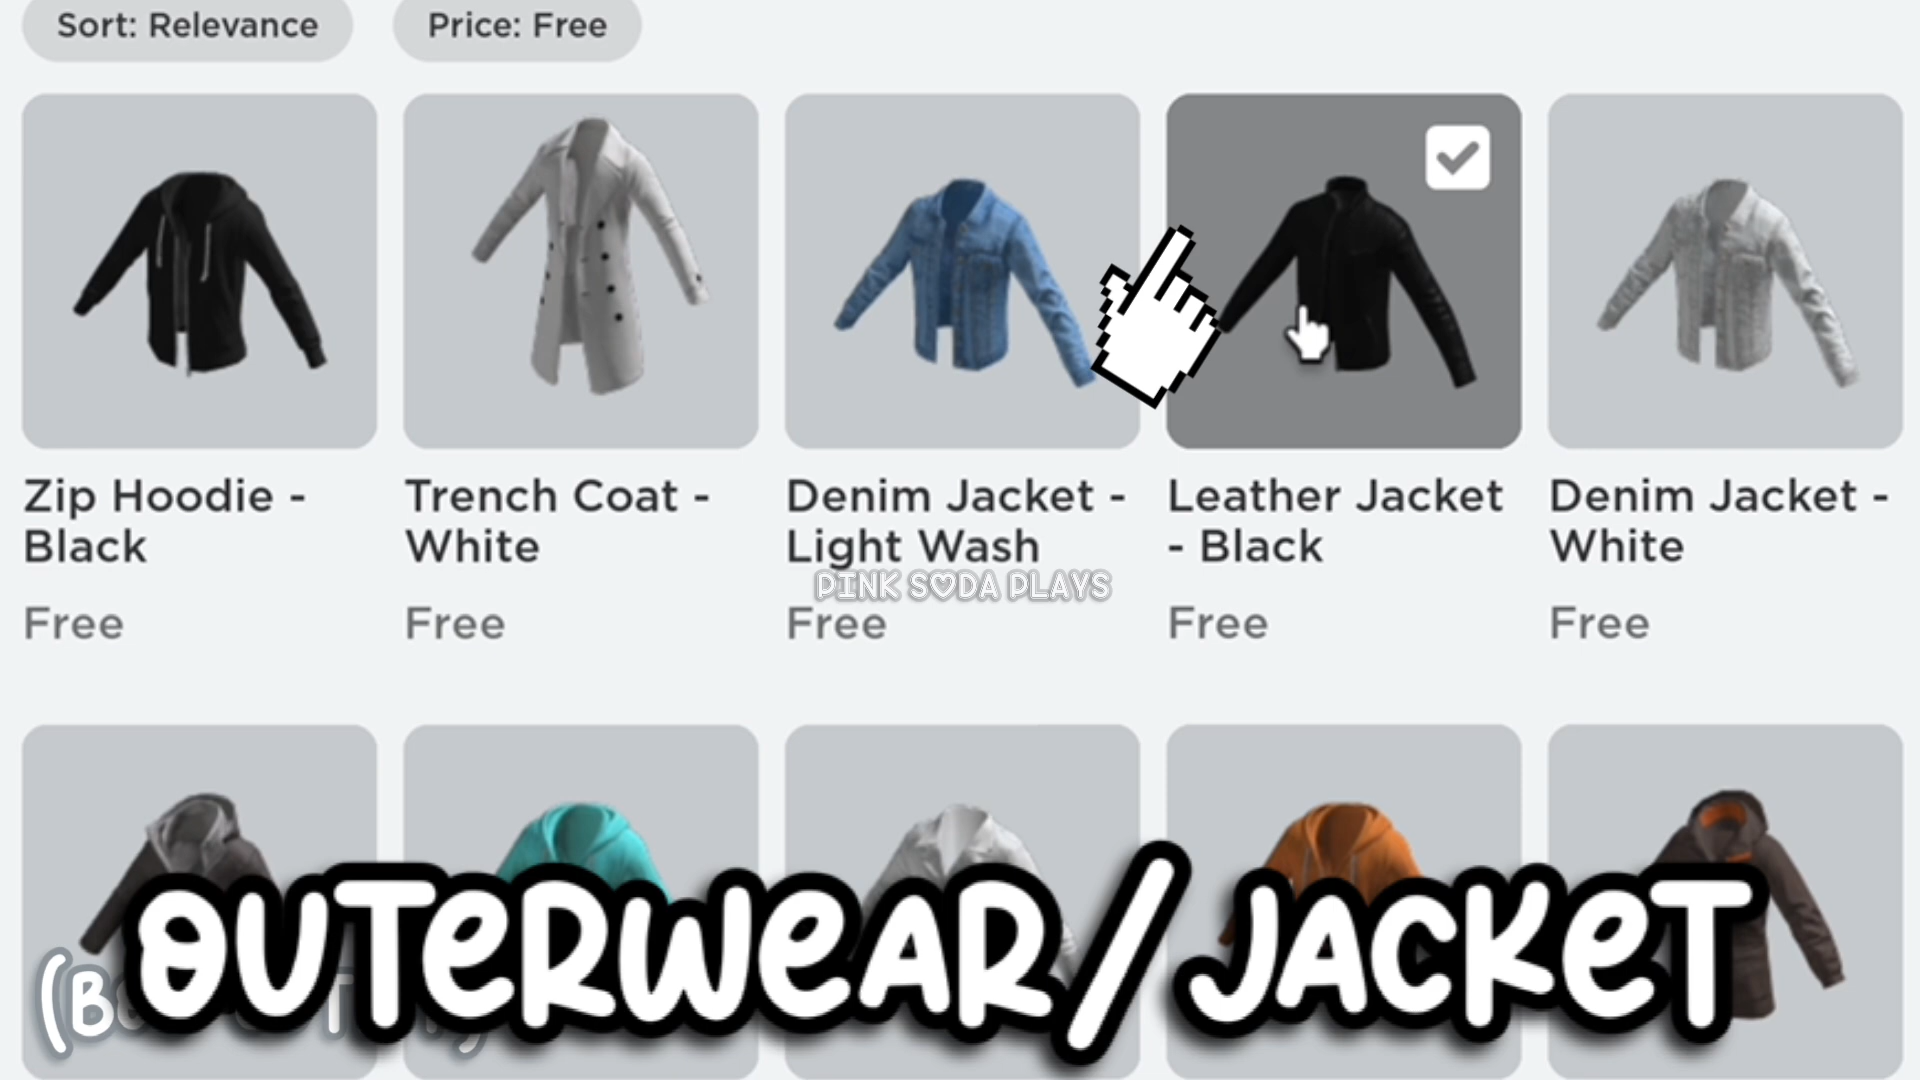 Sort: Relevance
Price: Free
Zip Hoodie -
Black
Free
Trench Coat -
White
Free
Denim Jacket -
Light Wash
Free
Leather Jacket
- Black
Free
Denim Jacket -
White
Free
PINK SODA PLAYS
OUTERWEAR/JACKET